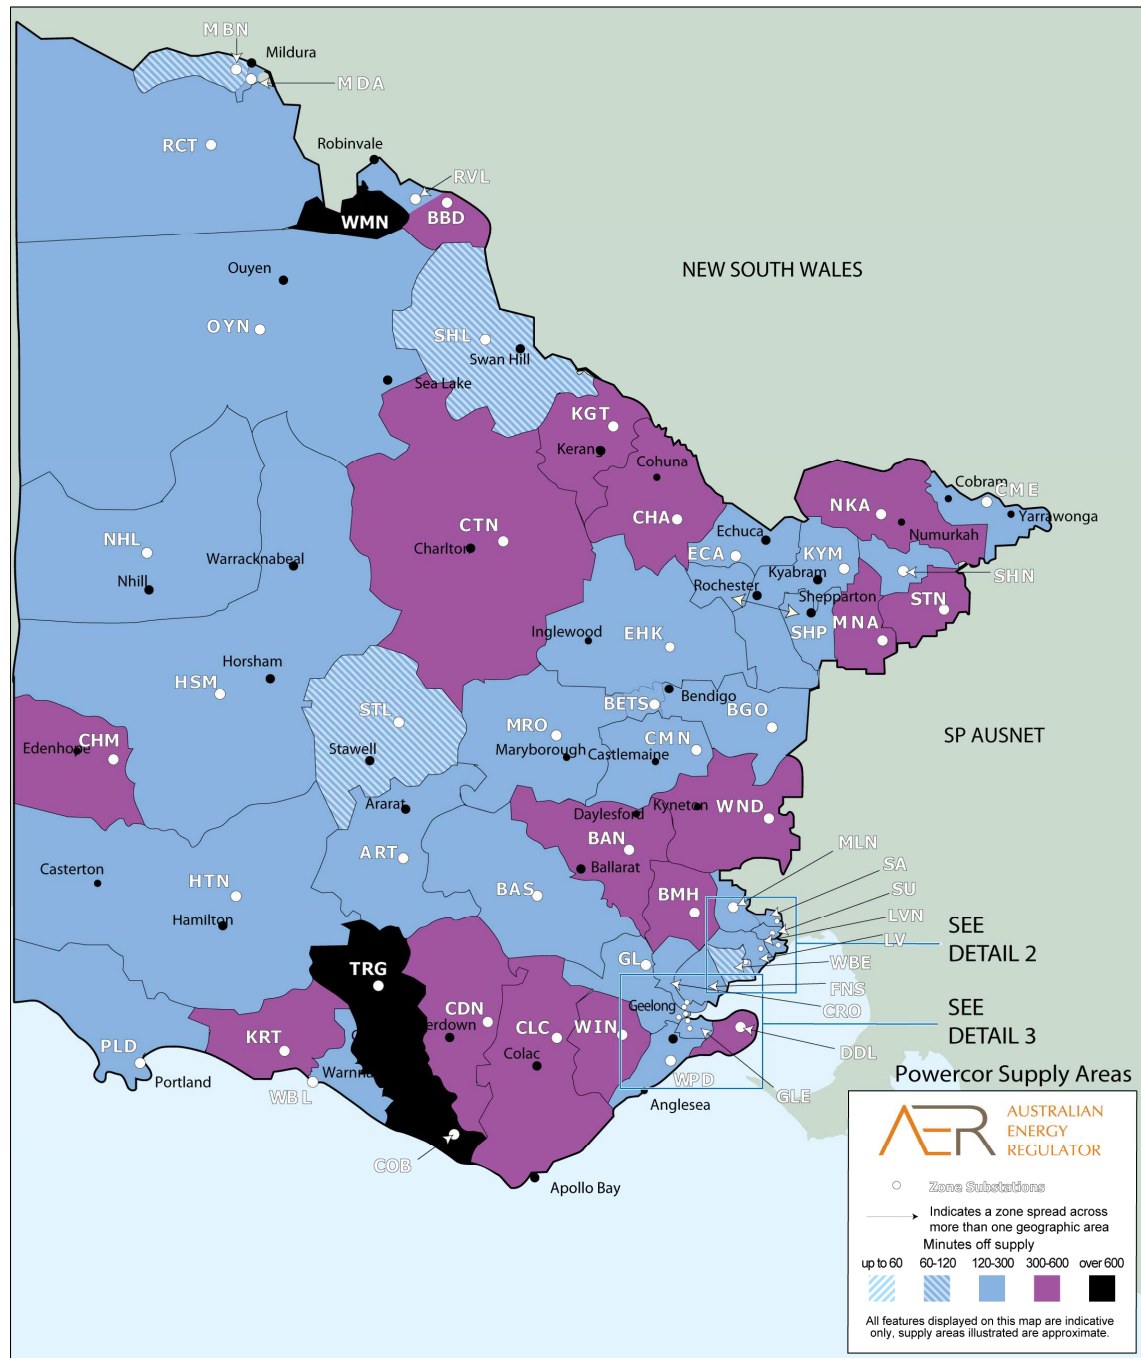 MBN
Mildura
MDA
RCT
Robinvale
RVL
WMN
BBD
NEW SOUTH WALES
Ouyen
OYN
SHL
Swan Hill
Sea Lake
KGT
Kerang
Cohuna
CTN
Charlton
CHA
NKA
Cobram
CME
Yarrawonga
Numurkah
Echuca
ECA
KYM
Kyabram
SHN
NHL
Nhill
Warracknabeal
Rochester
Shepparton
STN
SHP
MNA
Inglewood
EHK
Horsham
HSM
Bendigo
BETS
BGO
STL
Stawell
MRO
Maryborough
CMN
Castlemaine
SP AUSNET
CHM
Edenhope
Ararat
Daylesford
Kyneton
WND
BAN
Ballarat
ART
Casterton
HTN
Hamilton
BAS
BMH
MLN
SA
SU
LVN
LV
WBE
FNS
CRO
SEE
DETAIL 2
TRG
GL
Geelong
CDN
erdown
CLC
Colac
WIN
SEE
DETAIL 3
DDL
KRT
PLD
Portland
WBL
Warnn
WPD
GLE
Anglesea
COB
Apollo Bay
Powercor Supply Areas
AER
AUSTRALIAN
ENERGY
REGULATOR
Zone Substations
Indicates a zone spread across
more than one geographic area
Minutes off supply
up to 60 60-120 120-300 300-600 over 600
All features displayed on this map are indicative
only, supply areas illustrated are approximate.